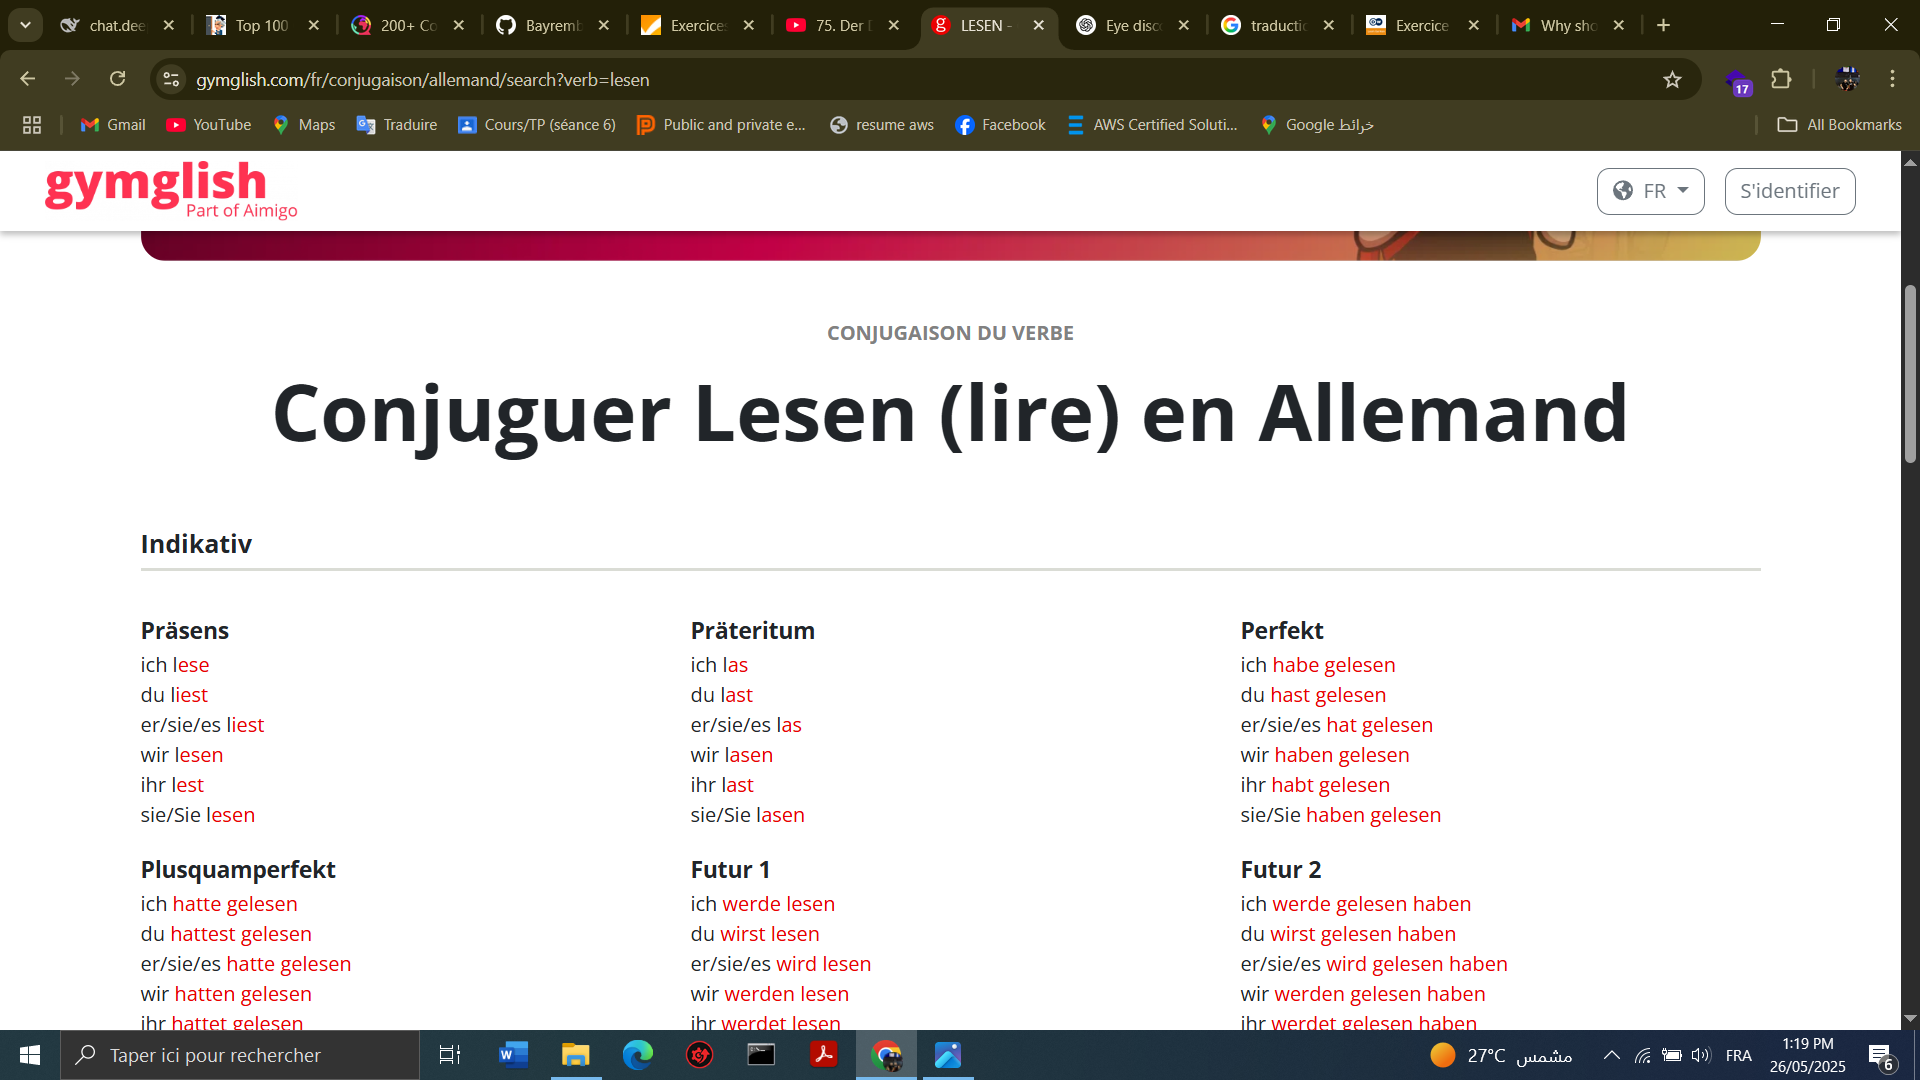 chat.dee
Top 100
200+ Co
Bayremb
Exercice
75. Der E
LESEN -
Eye disc
traductio
Exercice
Why sho
gymglish.com/fr/conjugaison/allemand/search?verb=lesen
17
Gmail
YouTube
Maps
Traduire
Cours/TP (séance 6)
Public and private e...
resume aws
Facebook
AWS Certified Soluti...
Google خرائط
All Bookmarks
gymglish
Part of Aimigo
FR
S'identifier
CONJUGAISON DU VERBE
Conjuguer Lesen (lire) en Allemand
Indikativ
Präsens
ich lese
du liest
er/sie/es liest
wir lesen
ihr lest
sie/Sie lesen
Präteritum
ich las
du last
er/sie/es las
wir lasen
ihr last
sie/Sie lasen
Perfekt
ich habe gelesen
du hast gelesen
er/sie/es hat gelesen
wir haben gelesen
ihr habt gelesen
sie/Sie haben gelesen
Plusquamperfekt
ich hatte gelesen
du hattest gelesen
er/sie/es hatte gelesen
wir hatten gelesen
ihr hattet gelesen
Futur 1
ich werde lesen
du wirst lesen
er/sie/es wird lesen
wir werden lesen
ihr werdet lesen
Futur 2
ich werde gelesen haben
du wirst gelesen haben
er/sie/es wird gelesen haben
wir werden gelesen haben
ihr werdet gelesen haben
Taper ici pour rechercher
27°C مشمس
FRA
1:19 PM
26/05/2025
6